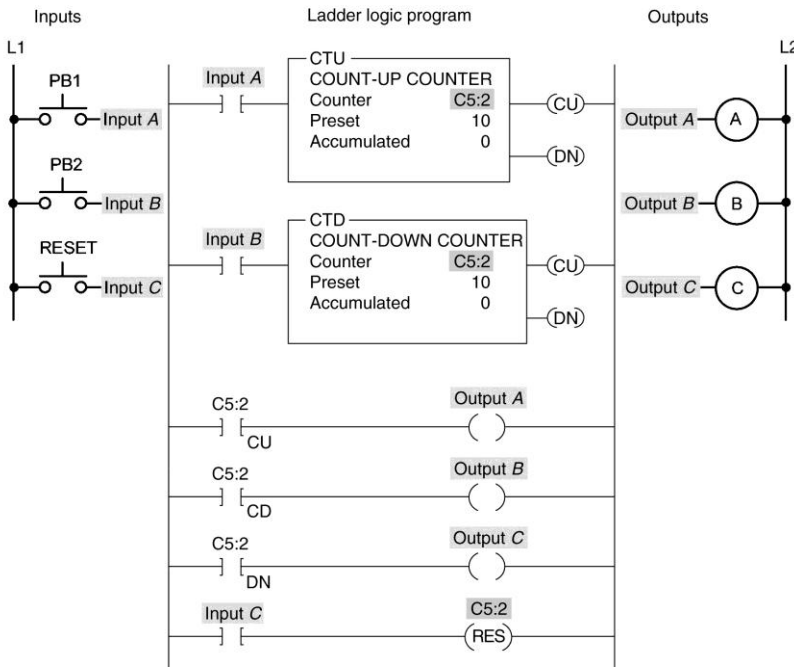 Inputs
Ladder logic program
Outputs
L1
L2
PB1
Input A
PB2
Input B
RESET
Input C
Input A
CTU
COUNT-UP COUNTER
Counter C5:2
Preset 10
Accumulated 0
CU
DN
Input B
CTD
COUNT-DOWN COUNTER
Counter C5:2
Preset 10
Accumulated 0
CU
DN
C5:2
CU
Output A
C5:2
CD
Output B
C5:2
DN
Output C
Input C
C5:2
RES
Output A
A
Output B
B
Output C
C